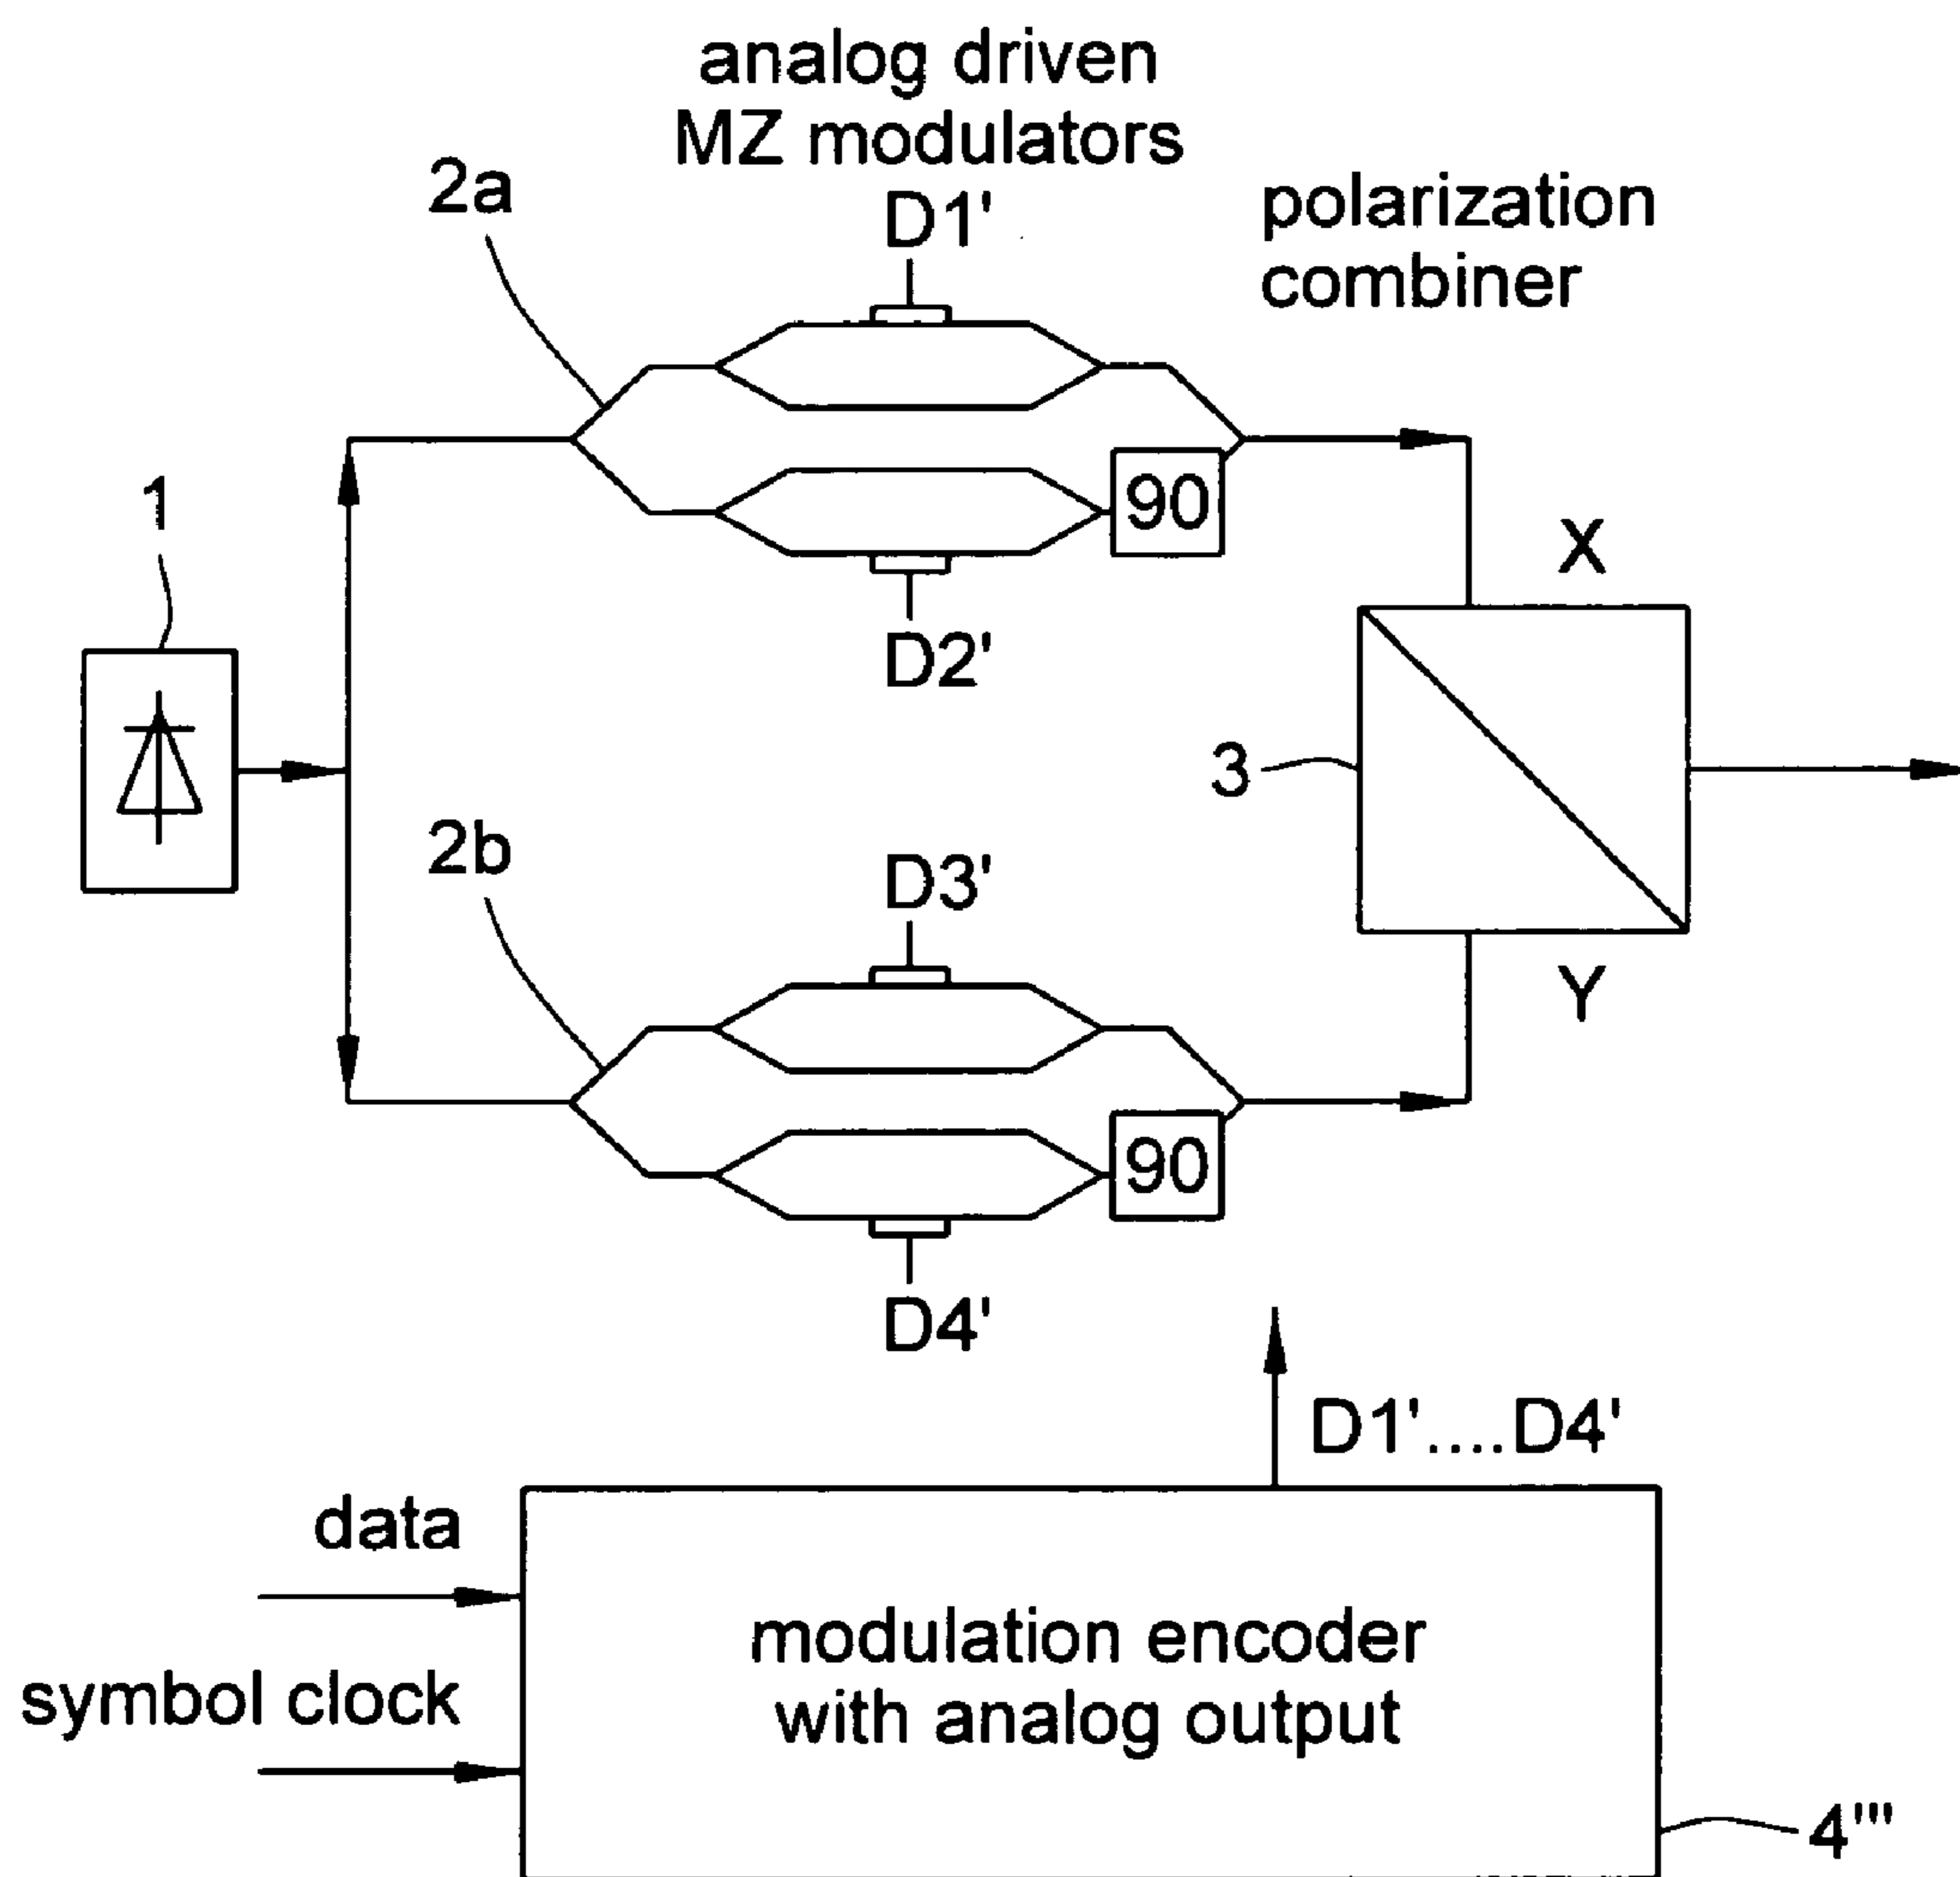 analog driven
MZ modulators
2a
D1'
polarization
combiner
90
1
X
D2'
3
2b
D3'
Y
90
D4'
D1'....D4'
data
modulation encoder
with analog output
symbol clock
4'''